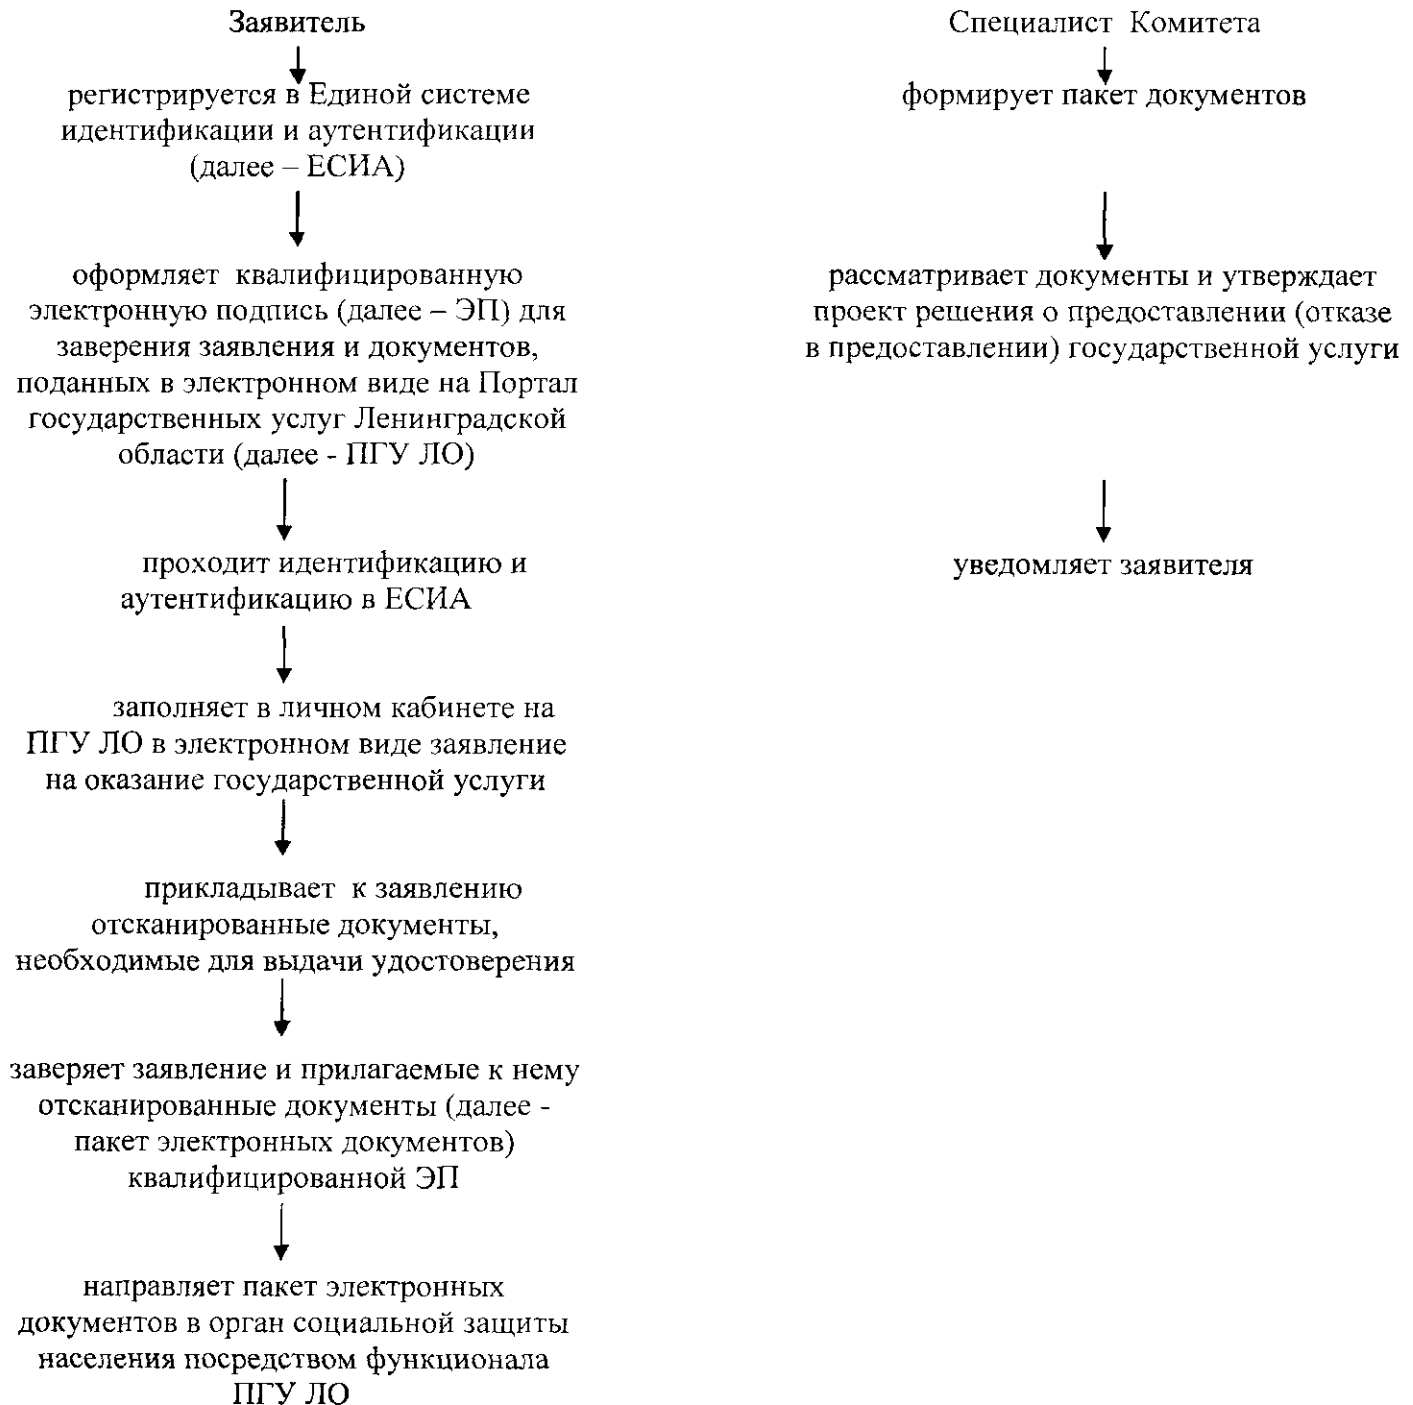 Заявитель
регистрируется в Единой системе
идентификации и аутентификации
(далее – ЕСИА)
оформляет квалифицированную
электронную подпись (далее – ЭП) для
заверения заявления и документов,
поданных в электронном виде на Портал
государственных услуг Ленинградской
области (далее - ПГУ ЛО)
проходит идентификацию и
аутентификацию в ЕСИА
заполняет в личном кабинете на
ПГУ ЛО в электронном виде заявление
на оказание государственной услуги
прикладывает к заявлению
отсканированные документы,
необходимые для выдачи удостоверения
заверяет заявление и прилагаемые к нему
отсканированные документы (далее -
пакет электронных документов)
квалифицированной ЭП
направляет пакет электронных
документов в орган социальной защиты
населения посредством функционала
ПГУ ЛО
Специалист Комитета
формирует пакет документов
рассматривает документы и утверждает
проект решения о предоставлении (отказе
в предоставлении) государственной услуги
уведомляет заявителя